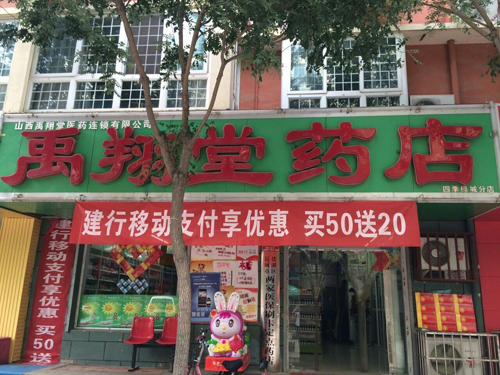 山西禹翔堂医药连锁有限公司
禹翔堂药店
四季绿城分店
建行移动支付享优惠 买50送20
建行移动支付享优惠 买50送20